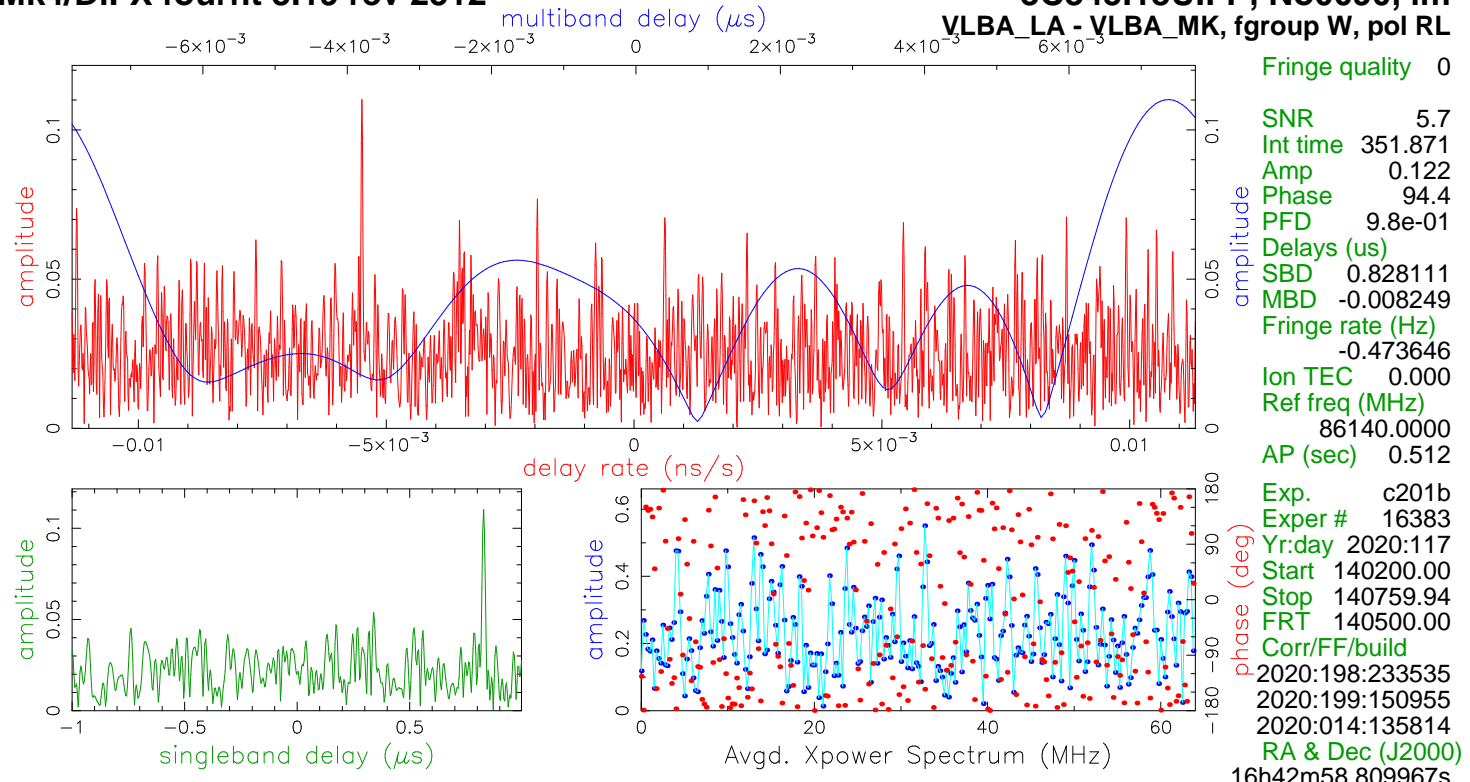 multiband delay (μs)
VLBA_LA - VLBA_MK, fgroup W, pol RL
−6×10⁻³ −4×10⁻³ −2×10⁻³ 0 2×10⁻³ 4×10⁻³ 6×10⁻³
Fringe quality 0
SNR 5.7
Int time 351.871
Amp 0.122
Phase 94.4
PFD 9.8e-01
Delays (us)
SBD 0.828111
MBD -0.008249
Fringe rate (Hz)
-0.473646
Ion TEC 0.000
Ref freq (MHz)
86140.0000
AP (sec) 0.512
Exp. c201b
Exper # 16383
Yr:day 2020:117
Start 140200.00
Stop 140759.94
FRT 140500.00
Corr/FF/build
2020:198:233535
2020:199:150955
2020:014:135814
RA & Dec (J2000)
16h42m58.809967s
amplitude
0 0.05 0.1
amplitude
0 0.05 0.1
−0.01 −5×10⁻³ 0 5×10⁻³ 0.01
delay rate (ns/s)
amplitude
0 0.05 0.1
−1 −0.5 0 0.5
singleband delay (μs)
amplitude
0 0.2 0.4 0.6
phase (deg)
−180 −90 0 90 180
0 20 40 60
Avgd. Xpower Spectrum (MHz)